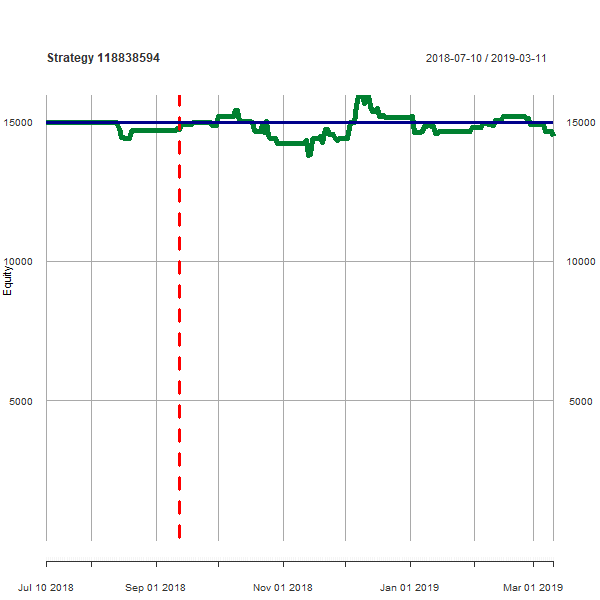 Strategy 118838594
2018-07-10 / 2019-03-11
15000
15000
10000
10000
Equity
5000
5000
Jul 10 2018
Sep 01 2018
Nov 01 2018
Jan 01 2019
Mar 01 2019